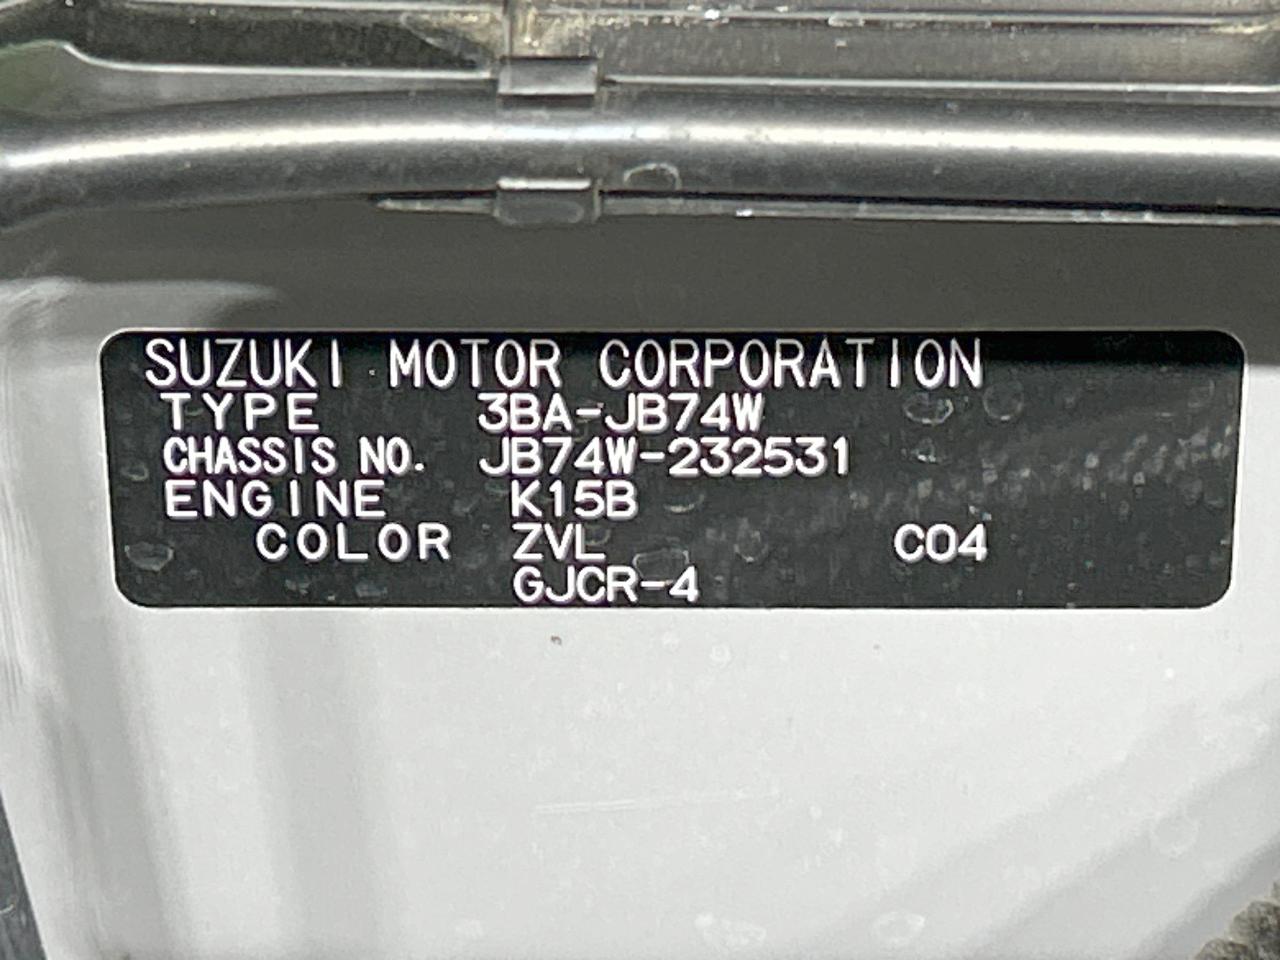 SUZUKI MOTOR CORPORATION
TYPE 3BA-JB74W
CHASSIS NO. JB74W-232531
ENGINE K15B
COLOR ZVL C04
GJCR-4